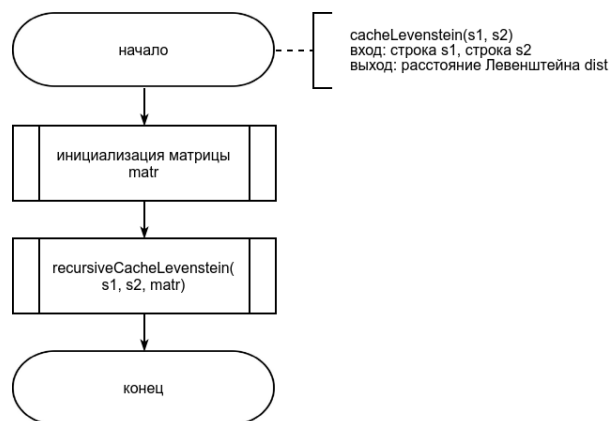 начало
cacheLevenstein(s1, s2)
вход: строка s1, строка s2
выход: расстояние Левенштейна dist
инициализация матрицы
matr
recursiveCacheLevenstein(
s1, s2, matr)
конец